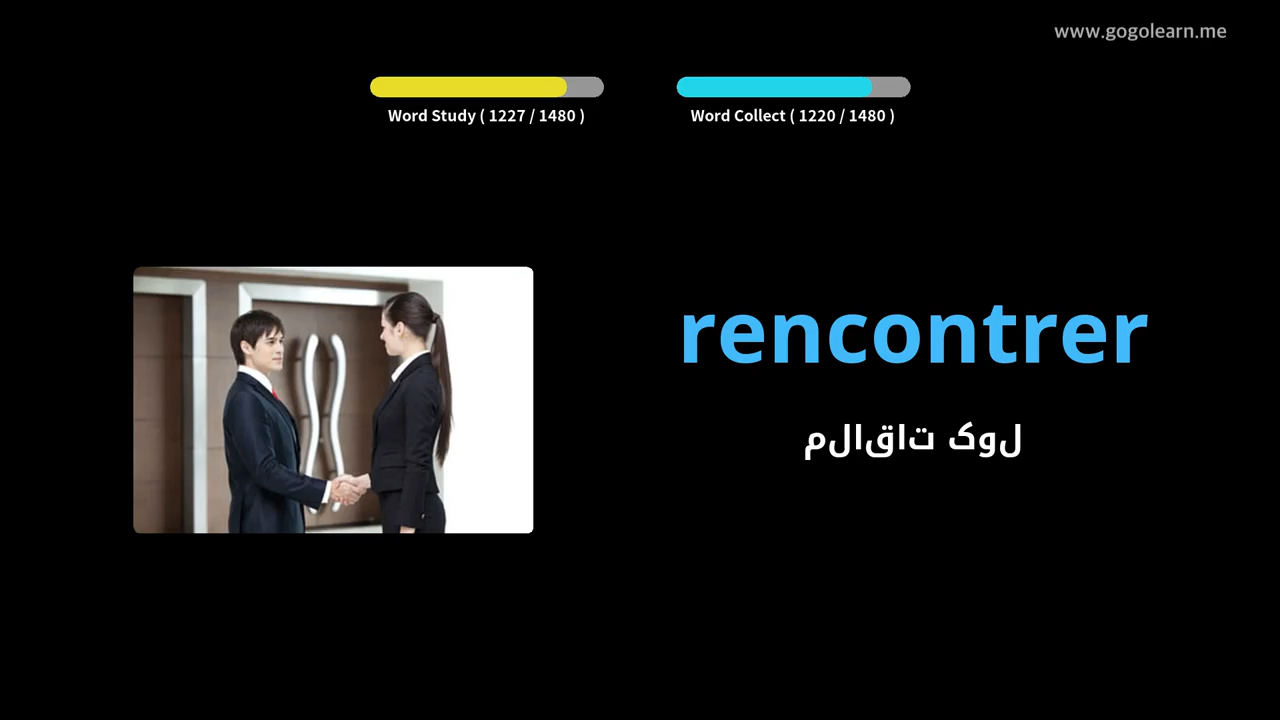 www.gogolearn.me
Word Study ( 1227 / 1480 )
Word Collect ( 1220 / 1480 )
rencontrer
ملاقات کول